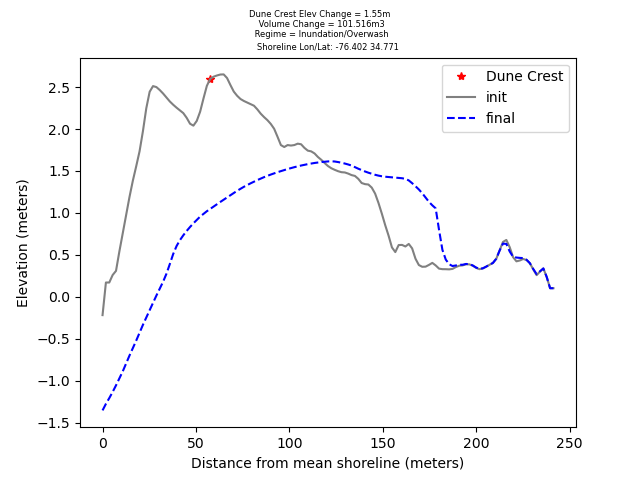 Dune Crest Elev Change = 1.55m
Volume Change = 101.516m3
Regime = Inundation/Overwash
Shoreline Lon/Lat: -76.402 34.771
Dune Crest
init
final
Elevation (meters)
2.5
2.0
1.5
1.0
0.5
0.0
−0.5
−1.0
−1.5
0 50 100 150 200 250
Distance from mean shoreline (meters)